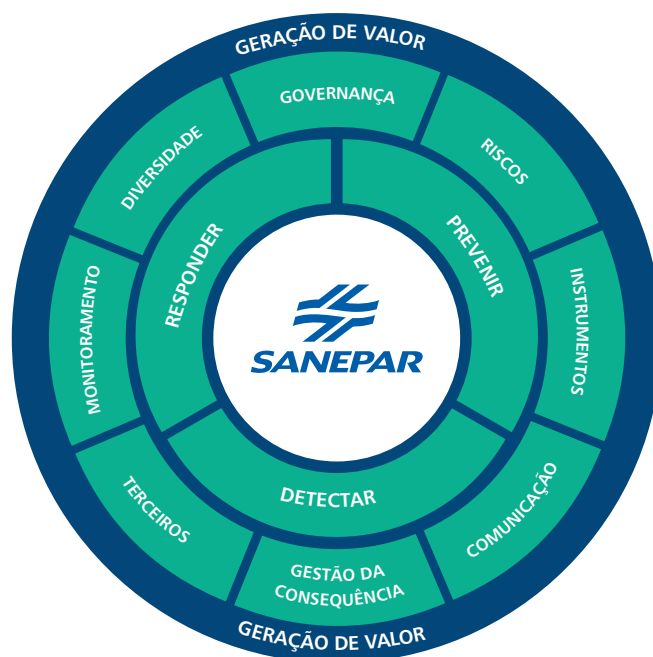 GERAÇÃO DE VALOR
GOVERNANÇA
RISCOS
INSTRUMENTOS
COMUNICAÇÃO
GESTÃO DA
CONSEQUÊNCIA
TERCEIROS
MONITORAMENTO
DIVERSIDADE
PREVENIR
DETECTAR
RESPONDER
SANEPAR
GERAÇÃO DE VALOR